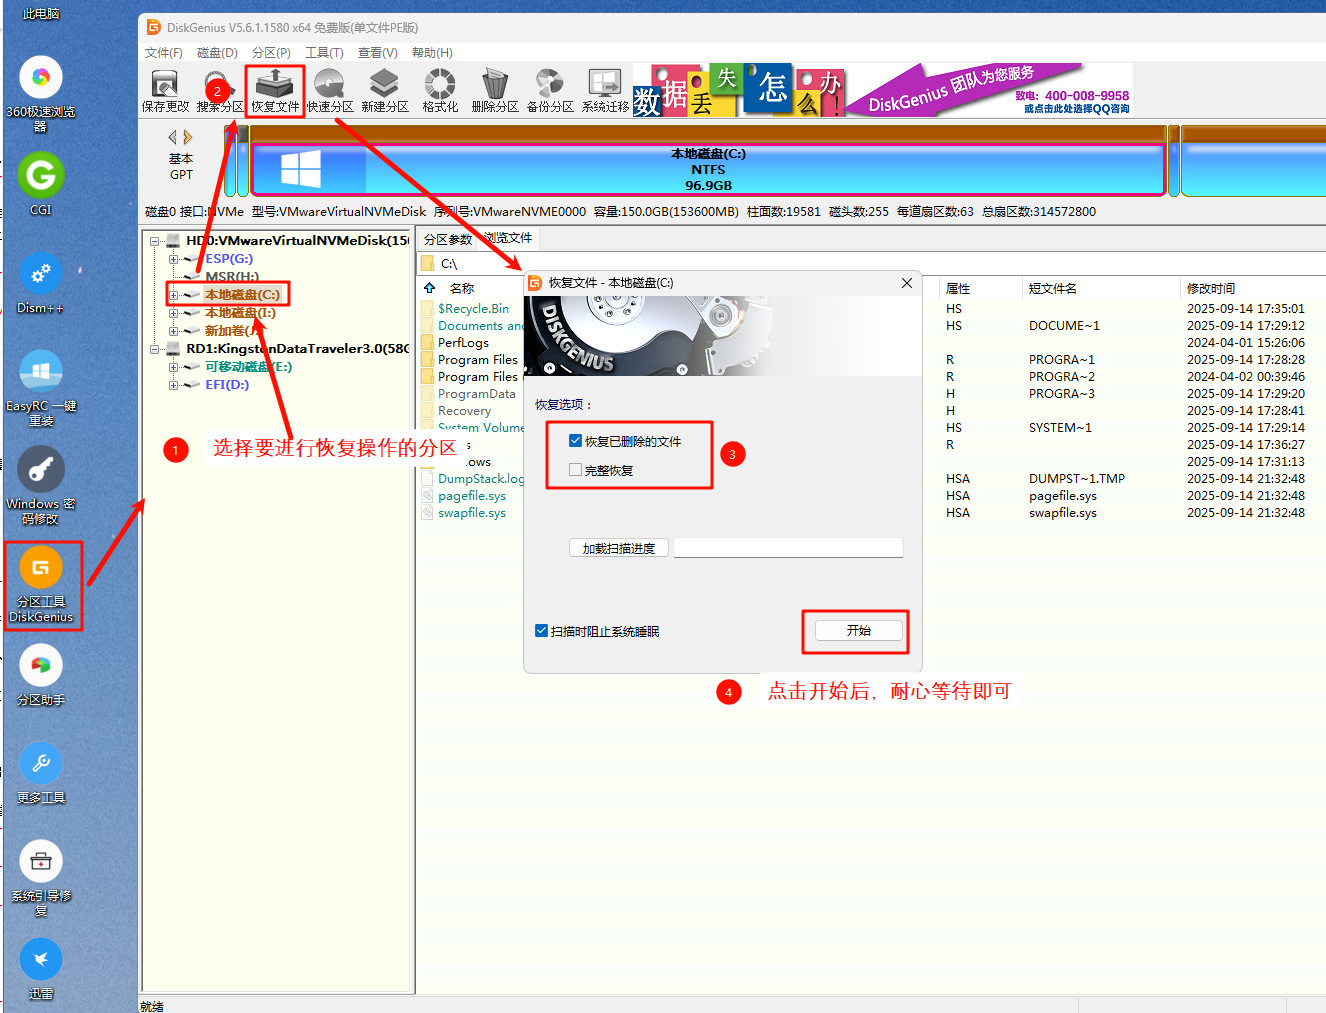 此电脑
360极速浏览
器
CGI
Dism++
EasyRC 一键
重装
Windows 密
码修改
分区工具
DiskGenius
分区助手
更多工具
系统引导修
复
迅雷
DiskGenius V5.6.1.1580 x64 免费版(单文件PE版)
文件(F) 磁盘(D) 分区(P) 工具(T) 查看(V) 帮助(H)
2
保存更改 搜索分区 恢复文件 快速分区 新建分区 格式化 删除分区 备份分区 系统迁移
数据丢失怎么办!
DiskGenius 团队为您服务
致电: 400-008-9958
或点击此处选择QQ咨询
基本
GPT
本地磁盘(C:)
NTFS
96.9GB
磁盘0 接口:NVMe 型号:VMwareVirtualNVMeDisk 序列号:VMwareNVME0000 容量:150.0GB(153600MB) 柱面数:19581 磁头数:255 每道扇区数:63 总扇区数:314572800
HD0:VMwareVirtualNVMeDisk(15
ESP(G:)
MSR(H:)
本地磁盘(C:)
本地磁盘(I:)
新加卷(
RD1:KingstonDataTraveler3.0(58G
可移动磁盘(E:)
EFI(D:)
1 选择要进行恢复操作的分区
分区参数 浏览文件
C:\
名称 属性 短文件名 修改时间
$Recycle.Bin HS 2025-09-14 17:35:01
Documents and HS DOCUME~1 2025-09-14 17:29:12
PerfLogs 2024-04-01 15:26:06
Program Files R PROGRA~1 2025-09-14 17:28:28
Program Files R PROGRA~2 2024-04-02 00:39:46
ProgramData H PROGRA~3 2025-09-14 17:29:20
Recovery H 2025-09-14 17:28:41
System Volume HS SYSTEM~1 2025-09-14 17:29:14
s R 2025-09-14 17:36:27
ows 2025-09-14 17:31:13
DumpStack.log HSA DUMPST~1.TMP 2025-09-14 21:32:48
pagefile.sys HSA pagefile.sys 2025-09-14 21:32:48
swapfile.sys HSA swapfile.sys 2025-09-14 21:32:48
恢复文件 - 本地磁盘(C:)
DISKGENIUS
恢复选项：
恢复已删除的文件
完整恢复
3
加载扫描进度
扫描时阻止系统睡眠
开始
4 点击开始后，耐心等待即可
就绪